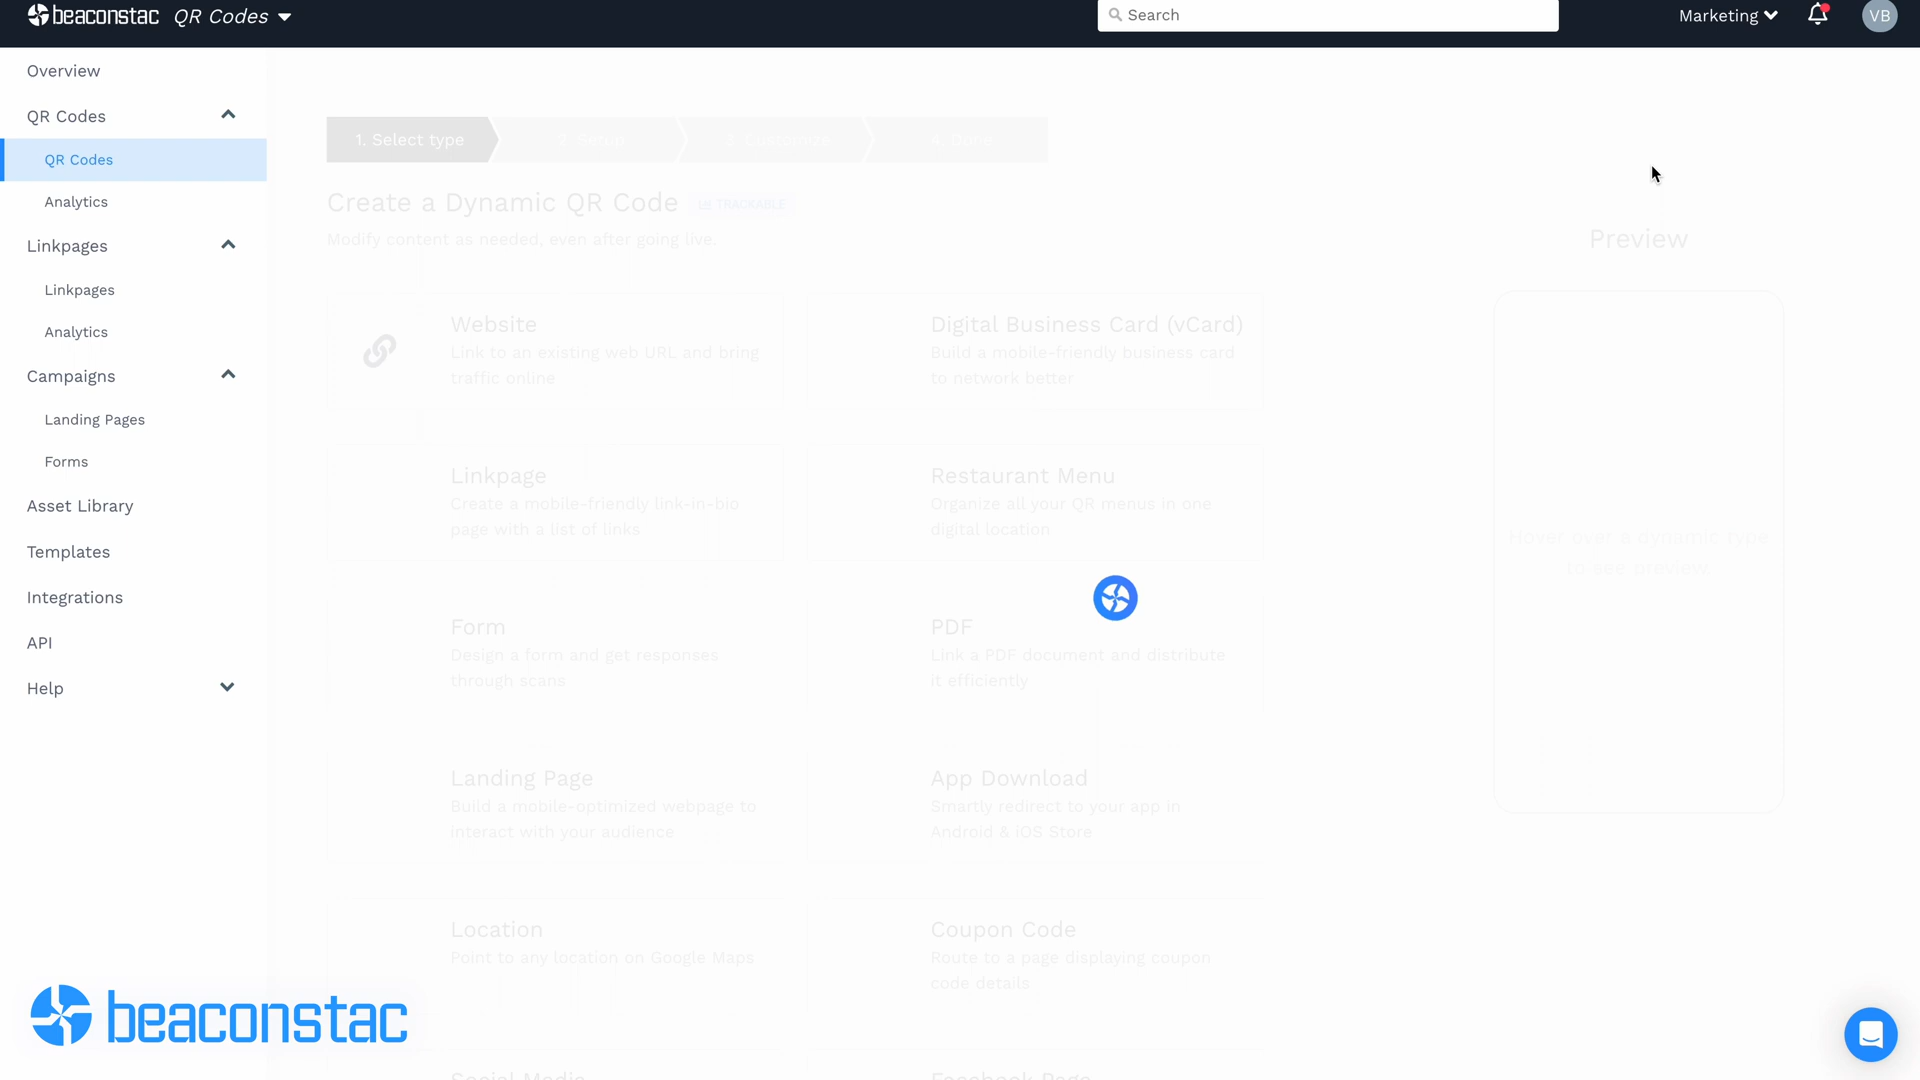 beaconstac QR Codes
Search
Marketing
VB
Overview
QR Codes
QR Codes
Analytics
Linkpages
Linkpages
Analytics
Campaigns
Landing Pages
Forms
Asset Library
Templates
Integrations
API
Help
1. Select type
2. Setup
3. Customize
4. Done
Create a Dynamic QR Code TRACKABLE
Modify content as needed, even after going live.
Website
Link to an existing web URL and bring
traffic online
Digital Business Card (vCard)
Build a mobile-friendly business card
to network better
Linkpage
Create a mobile-friendly link-in-bio
page with a list of links
Restaurant Menu
Organize all your QR menus in one
digital location
Form
Design a form and get responses
through scans
PDF
Link a PDF document and distribute
it efficiently
Landing Page
Build a mobile-optimized webpage to
interact with your audience
App Download
Smartly redirect to your app in
Android & iOS Store
Location
Point to any location on Google Maps
Coupon Code
Route to a page displaying coupon
code details
Social Media
Facebook Page
Preview
Hover over a dynamic type
to see preview
beaconstac